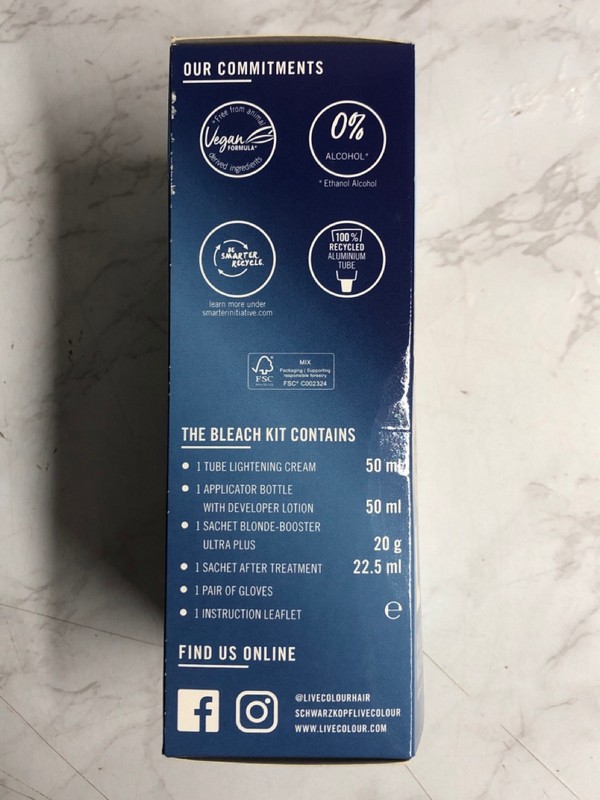 OUR COMMITMENTS
*Free from animal
Vegan
FORMULA*
derived ingredients
0%
ALCOHOL*
* Ethanol Alcohol
BE
SMARTER.
RECYCLE.
learn more under
smarterinitiative.com
100%
RECYCLED
ALUMINIUM
TUBE
FSC
MIX
Packaging | Supporting
responsible forestry
FSC® C002324
THE BLEACH KIT CONTAINS
• 1 TUBE LIGHTENING CREAM 50 ml
• 1 APPLICATOR BOTTLE
WITH DEVELOPER LOTION 50 ml
• 1 SACHET BLONDE-BOOSTER
ULTRA PLUS 20 g
• 1 SACHET AFTER TREATMENT 22.5 ml
• 1 PAIR OF GLOVES
• 1 INSTRUCTION LEAFLET ℮
FIND US ONLINE
@LIVECOLOURHAIR
SCHWARZKOPFLIVECOLOUR
WWW.LIVECOLOUR.COM